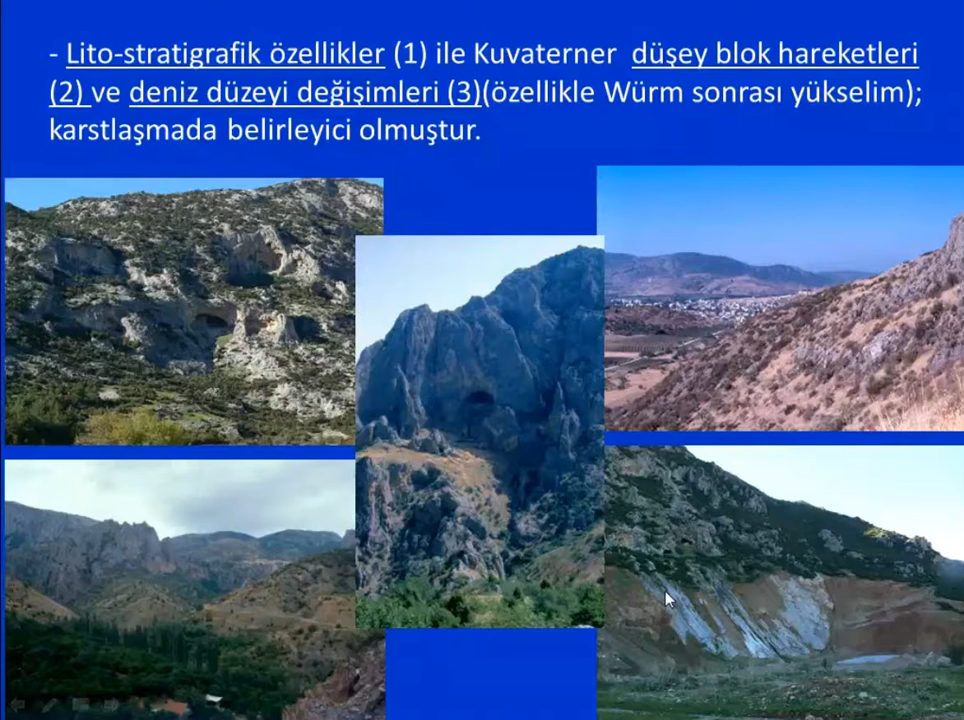 - Lito-stratigrafik özellikler (1) ile Kuvaterner düşey blok hareketleri
(2) ve deniz düzeyi değişimleri (3)(özellikle Würm sonrası yükselim);
karstlaşmada belirleyici olmuştur.